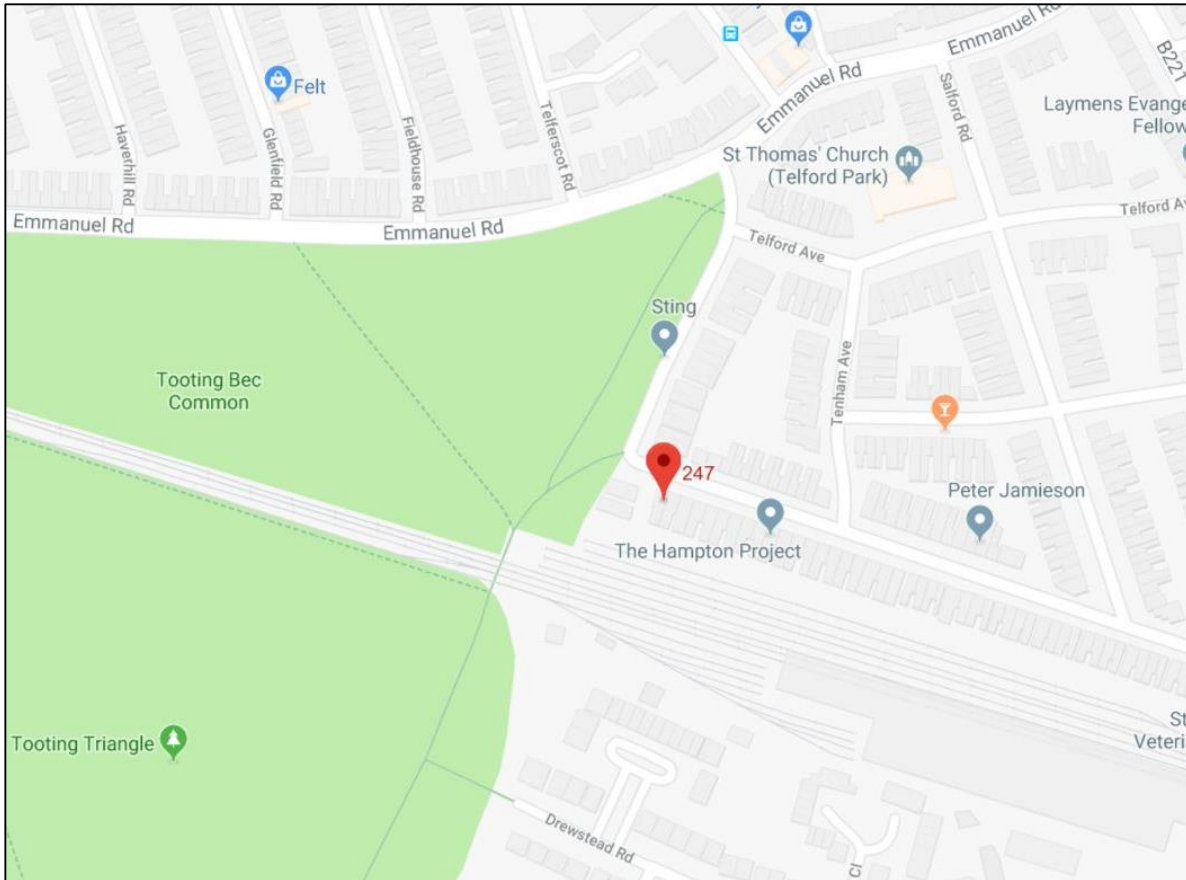 Emmanuel Rd
B221
Felt
Emmanuel Rd
Salford Rd
Laymens Evange
Fellow
Haverhill Rd
Glenfield Rd
Fieldhouse Rd
Telferscot Rd
St Thomas' Church
(Telford Park)
Emmanuel Rd
Emmanuel Rd
Telford Av
Telford Ave
Sting
Tooting Bec
Common
Tenham Ave
247
Peter Jamieson
The Hampton Project
St
Veteri
Tooting Triangle
Drewstead Rd
Cl